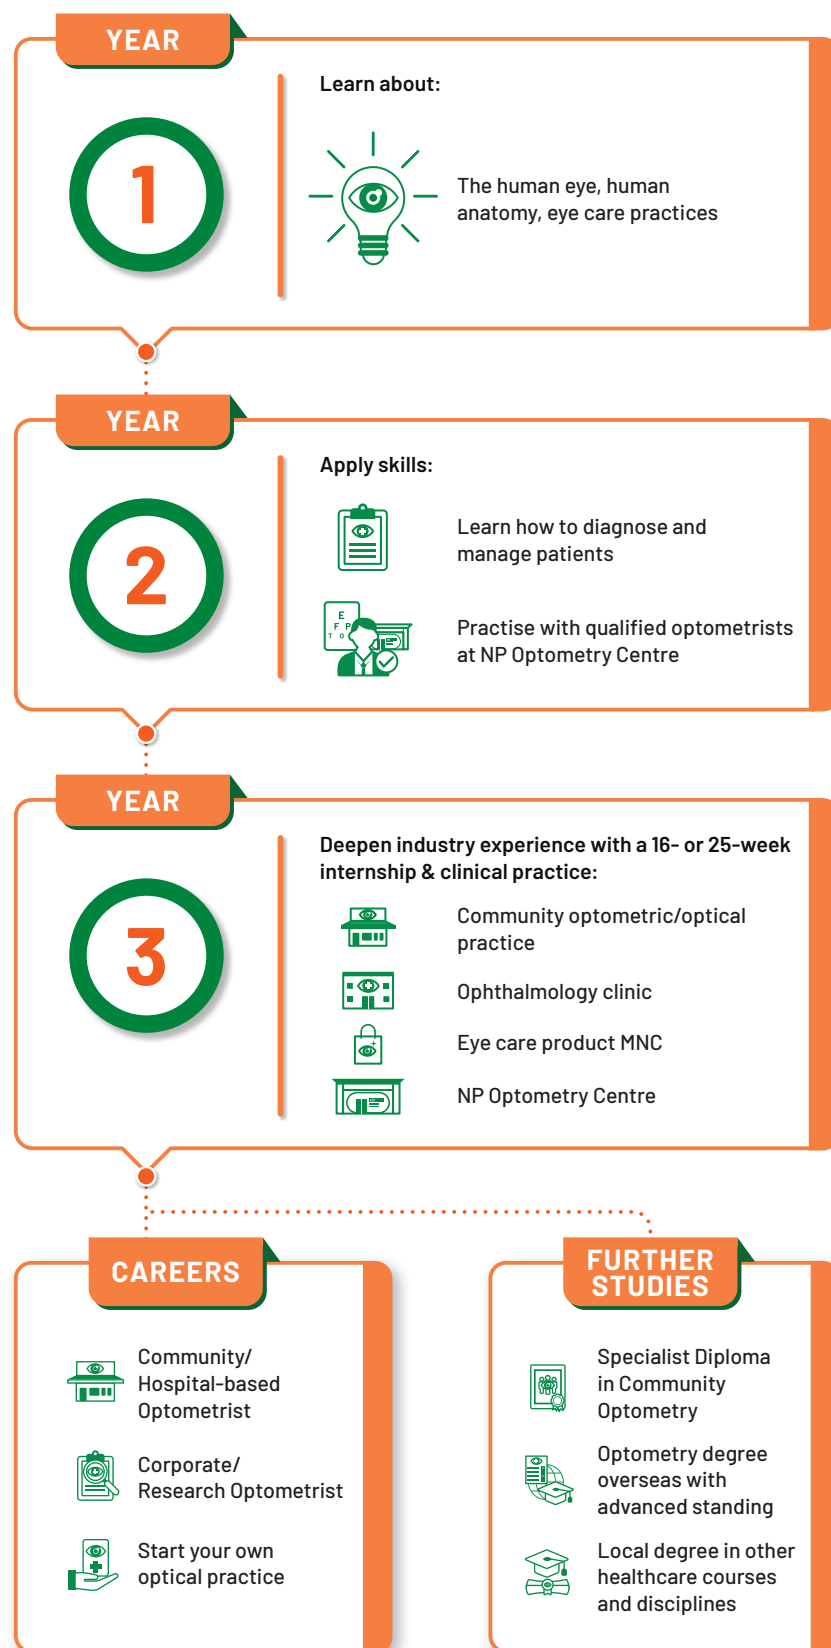 YEAR
1
Learn about:
The human eye, human
anatomy, eye care practices
YEAR
2
Apply skills:
Learn how to diagnose and
manage patients
E
F P
T O
Practise with qualified optometrists
at NP Optometry Centre
YEAR
3
Deepen industry experience with a 16- or 25-week
internship & clinical practice:
Community optometric/optical
practice
Ophthalmology clinic
Eye care product MNC
NP Optometry Centre
CAREERS
Community/
Hospital-based
Optometrist
Corporate/
Research Optometrist
Start your own
optical practice
FURTHER
STUDIES
Specialist Diploma
in Community
Optometry
Optometry degree
overseas with
advanced standing
Local degree in other
healthcare courses
and disciplines